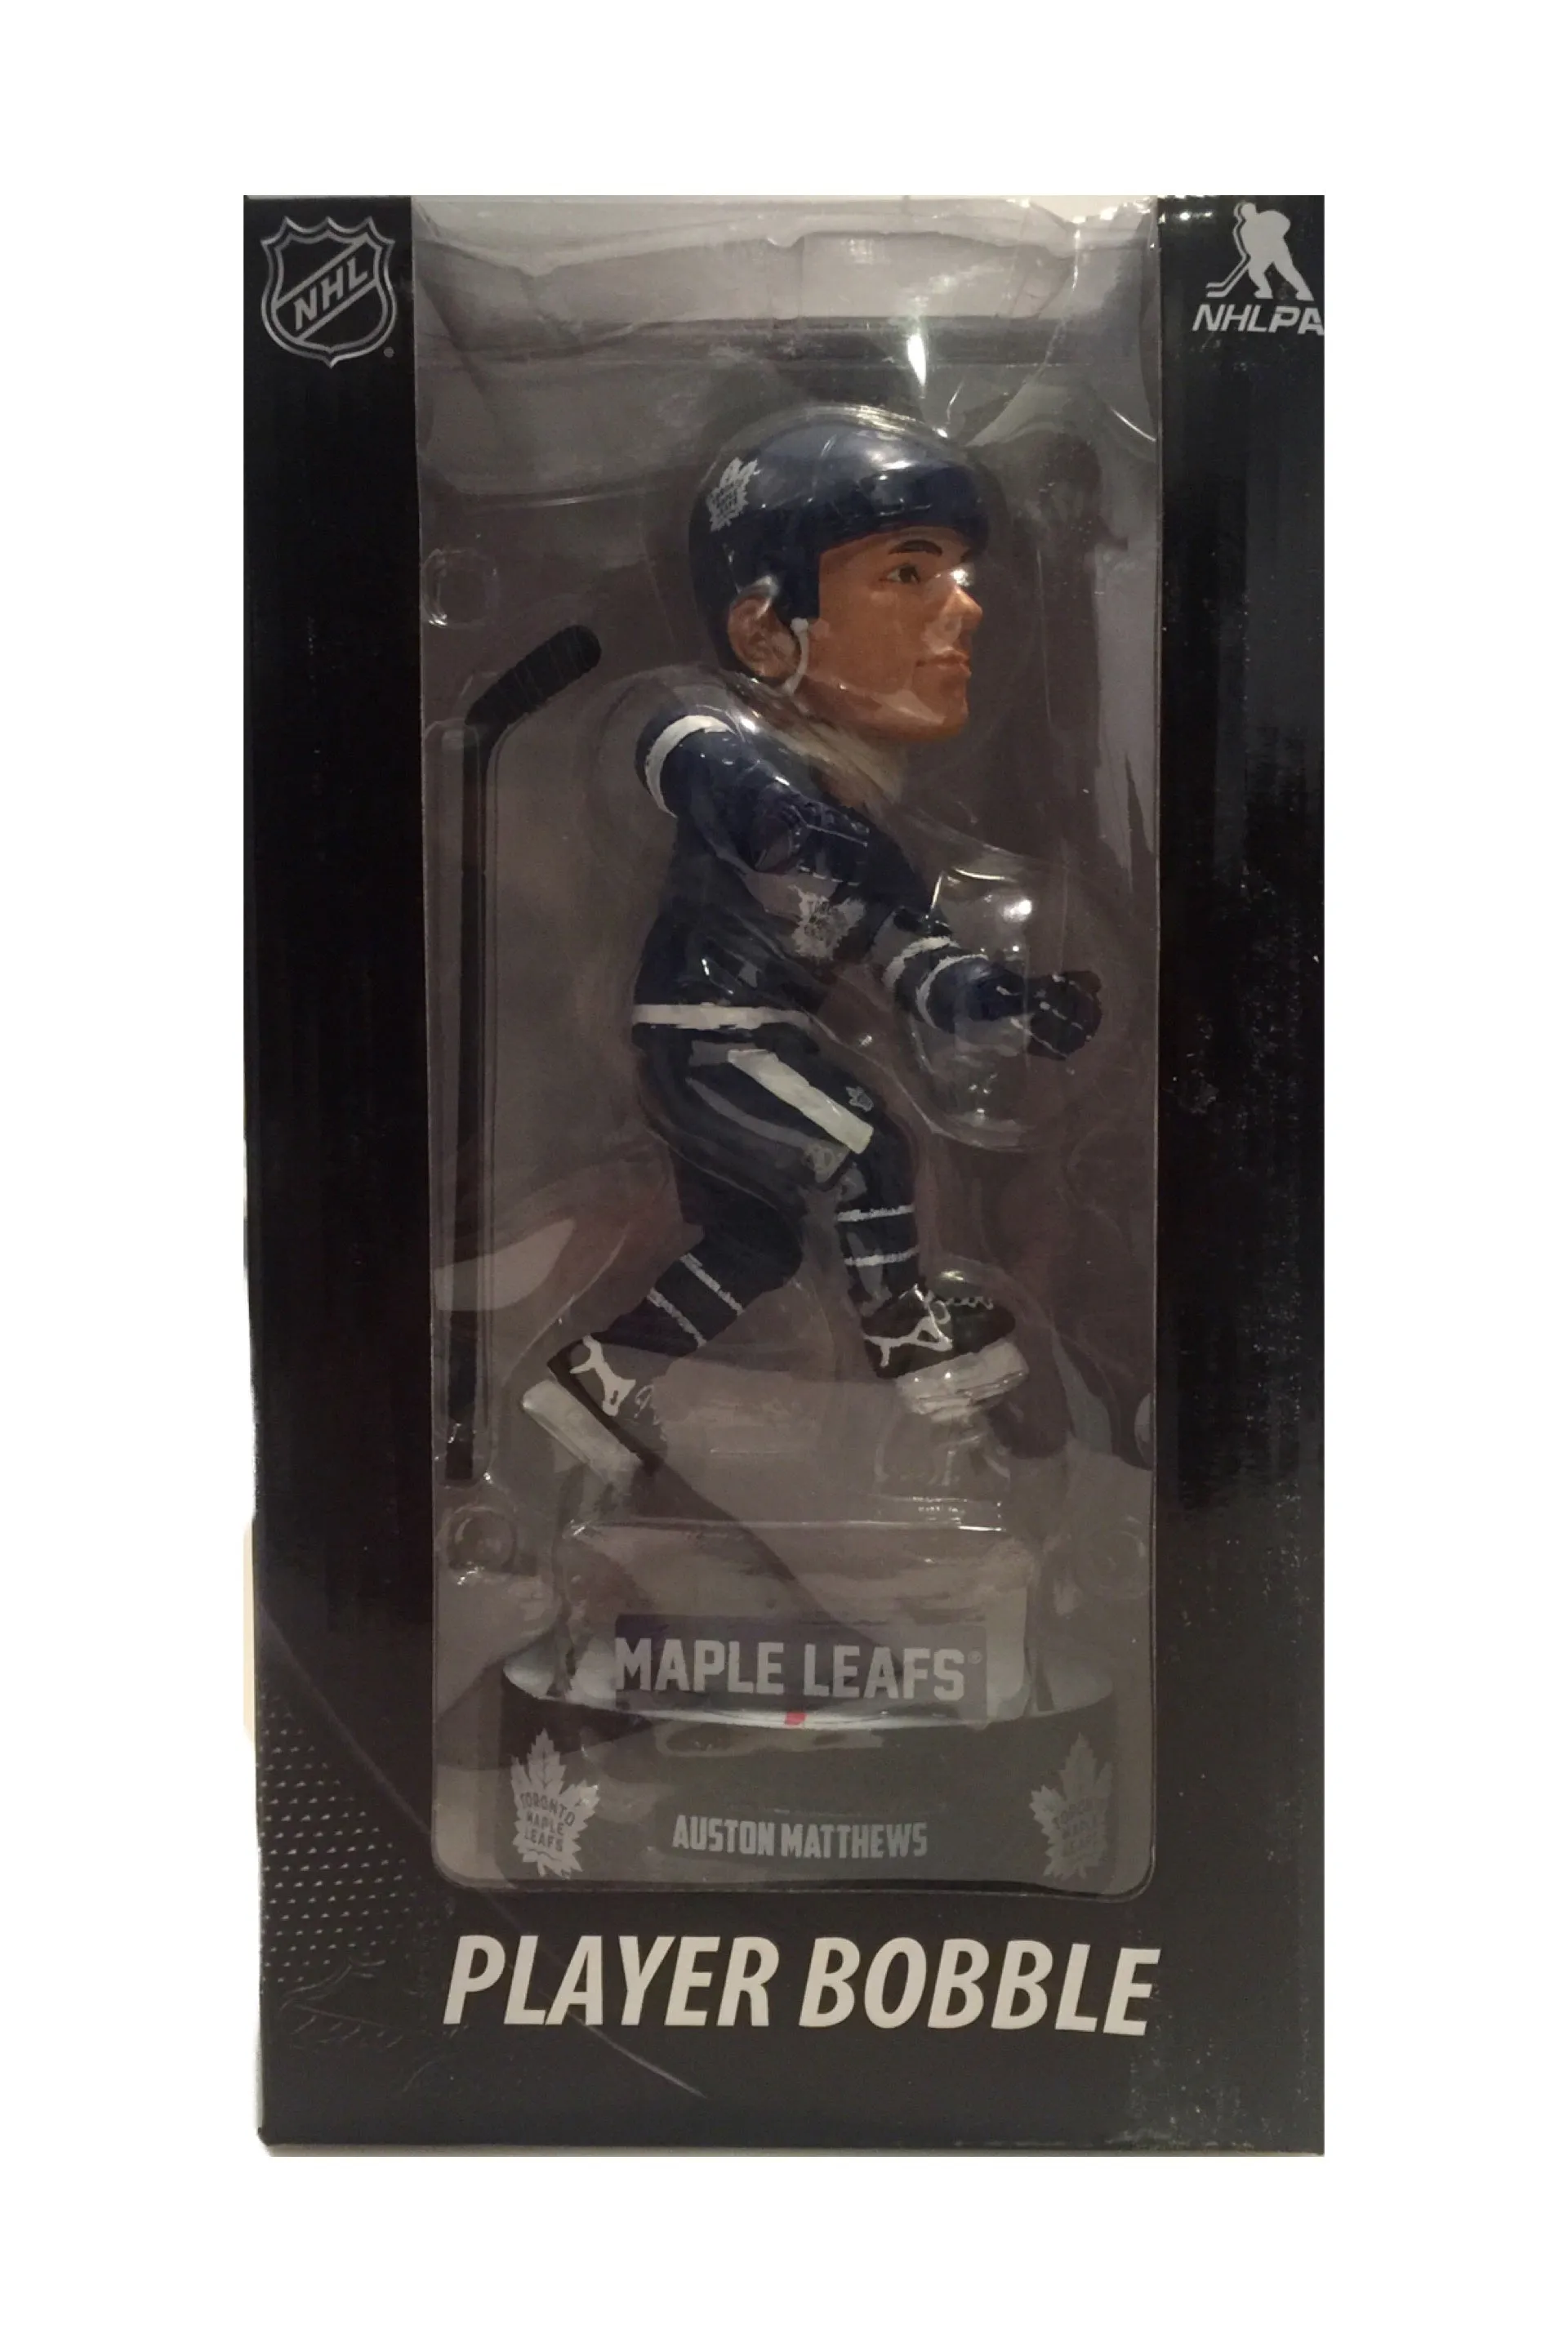 NHL
NHLPA
MAPLE LEAFS®
TORONTO
MAPLE
LEAFS
AUSTON MATTHEWS
TORONTO
MAPLE
LEAFS
PLAYER BOBBLE